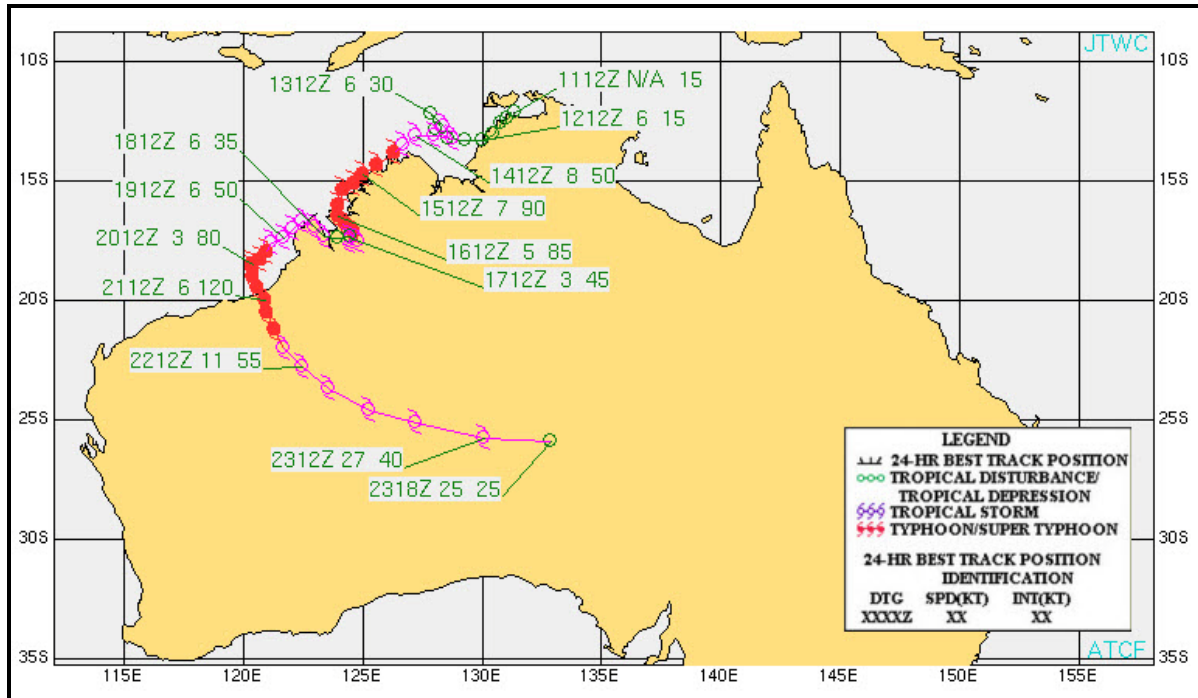 JTWC
10S
10S
1312Z 6 30
1112Z N/A 15
1212Z 6 15
1812Z 6 35
1412Z 8 50
15S
15S
1912Z 6 50
1512Z 7 90
2012Z 3 80
1612Z 5 85
1712Z 3 45
2112Z 6 120
20S
20S
2212Z 11 55
25S
25S
2312Z 27 40
2318Z 25 25
LEGEND
24-HR BEST TRACK POSITION
TROPICAL DISTURBANCE/
TROPICAL DEPRESSION
TROPICAL STORM
TYPHOON/SUPER TYPHOON
24-HR BEST TRACK POSITION
IDENTIFICATION
DTG SPD(KT) INT(KT)
XXXXZ XX XX
30S
30S
ATCF
35S
35S
115E 120E 125E 130E 135E 140E 145E 150E 155E